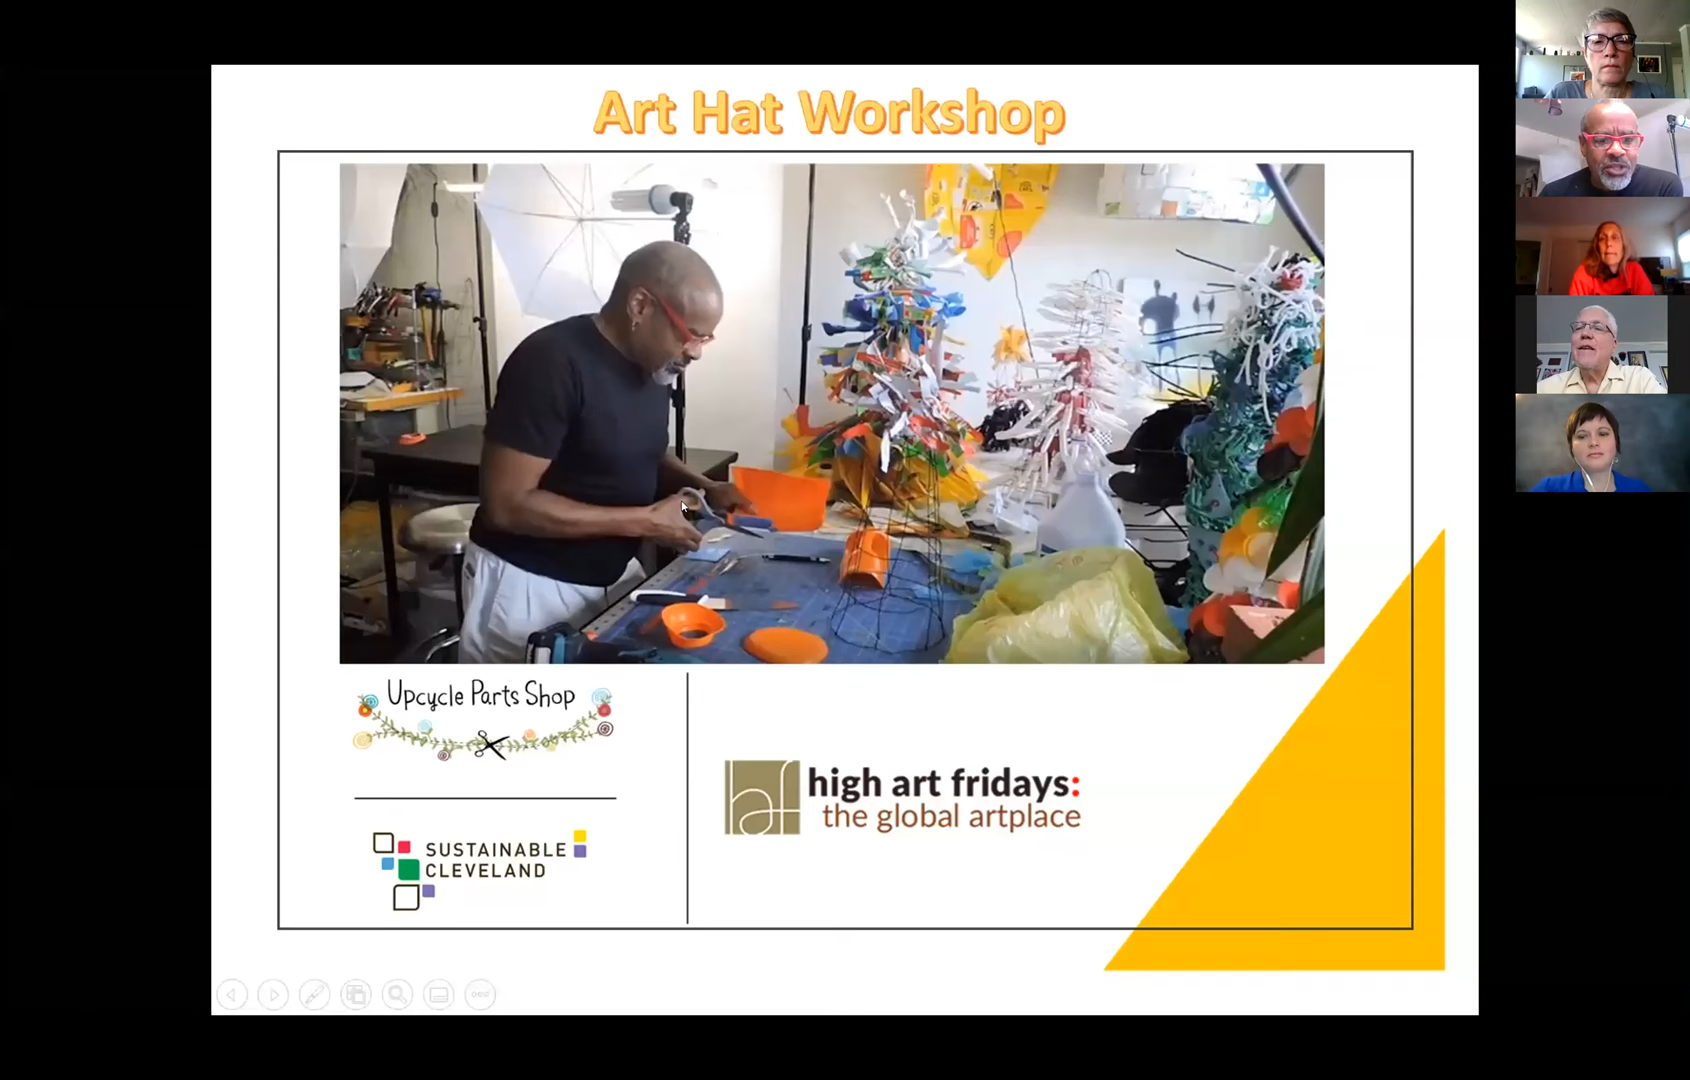 Art Hat Workshop
Upcycle Parts Shop
SUSTAINABLE
CLEVELAND
high art fridays:
the global artplace